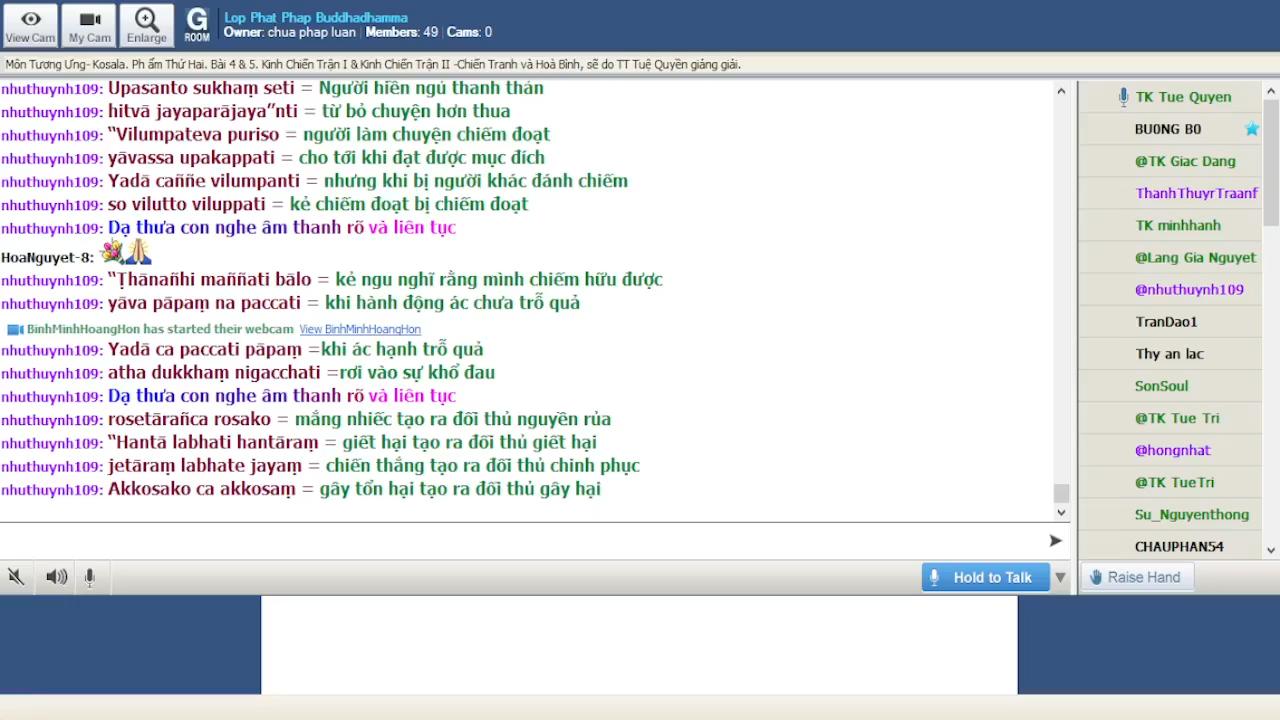 View Cam
My Cam
Enlarge
G
ROOM
Lop Phat Phap Buddhadhamma
Owner: chua phap luan | Members: 49 | Cams: 0
Môn Tương Ưng- Kosala. Ph ẩm Thứ Hai. Bài 4 & 5. Kinh Chiến Trận I & Kinh Chiến Trận II -Chiến Tranh và Hoà Bình, sẽ do TT Tuệ Quyền giảng giải.
nhuthuynh109: Upasanto sukhaṃ seti = Người hiền ngủ thanh thản
nhuthuynh109: hitvā jayaparājaya”nti = từ bỏ chuyện hơn thua
nhuthuynh109: “Vilumpateva puriso = người làm chuyện chiếm đoạt
nhuthuynh109: yāvassa upakappati = cho tới khi đạt được mục đích
nhuthuynh109: Yadā caññe vilumpanti = nhưng khi bị người khác đánh chiếm
nhuthuynh109: so vilutto viluppati = kẻ chiếm đoạt bị chiếm đoạt
nhuthuynh109: Dạ thưa con nghe âm thanh rõ và liên tục
HoaNguyet-8:
nhuthuynh109: “Ṭhānañhi maññati bālo = kẻ ngu nghĩ rằng mình chiếm hữu được
nhuthuynh109: yāva pāpaṃ na paccati = khi hành động ác chưa trỗ quả
BinhMinhHoangHon has started their webcam View BinhMinhHoangHon
nhuthuynh109: Yadā ca paccati pāpaṃ =khi ác hạnh trỗ quả
nhuthuynh109: atha dukkhaṃ nigacchati =rơi vào sự khổ đau
nhuthuynh109: Dạ thưa con nghe âm thanh rõ và liên tục
nhuthuynh109: rosetārañca rosako = mắng nhiếc tạo ra đối thủ nguyền rủa
nhuthuynh109: “Hantā labhati hantāraṃ = giết hại tạo ra đối thủ giết hại
nhuthuynh109: jetāraṃ labhate jayaṃ = chiến thắng tạo ra đối thủ chinh phục
nhuthuynh109: Akkosako ca akkosaṃ = gây tổn hại tạo ra đối thủ gây hại
TK Tue Quyen
BU0NG B0
@TK Giac Dang
ThanhThuyrTraanf
TK minhhanh
@Lang Gia Nguyet
@nhuthuynh109
TranDao1
Thy an lac
SonSoul
@TK Tue Tri
@hongnhat
@TK TueTri
Su_Nguyenthong
CHAUPHAN54
Hold to Talk
Raise Hand